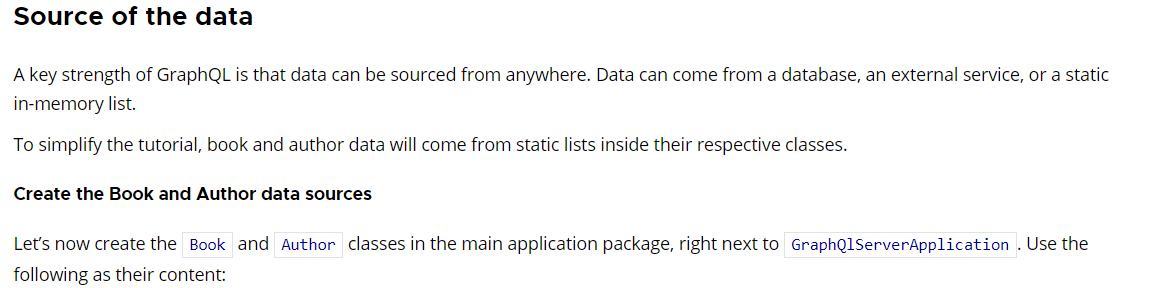 Source of the data
A key strength of GraphQL is that data can be sourced from anywhere. Data can come from a database, an external service, or a static
in-memory list.
To simplify the tutorial, book and author data will come from static lists inside their respective classes.
Create the Book and Author data sources
Let’s now create the Book and Author classes in the main application package, right next to GraphQlServerApplication . Use the
following as their content: